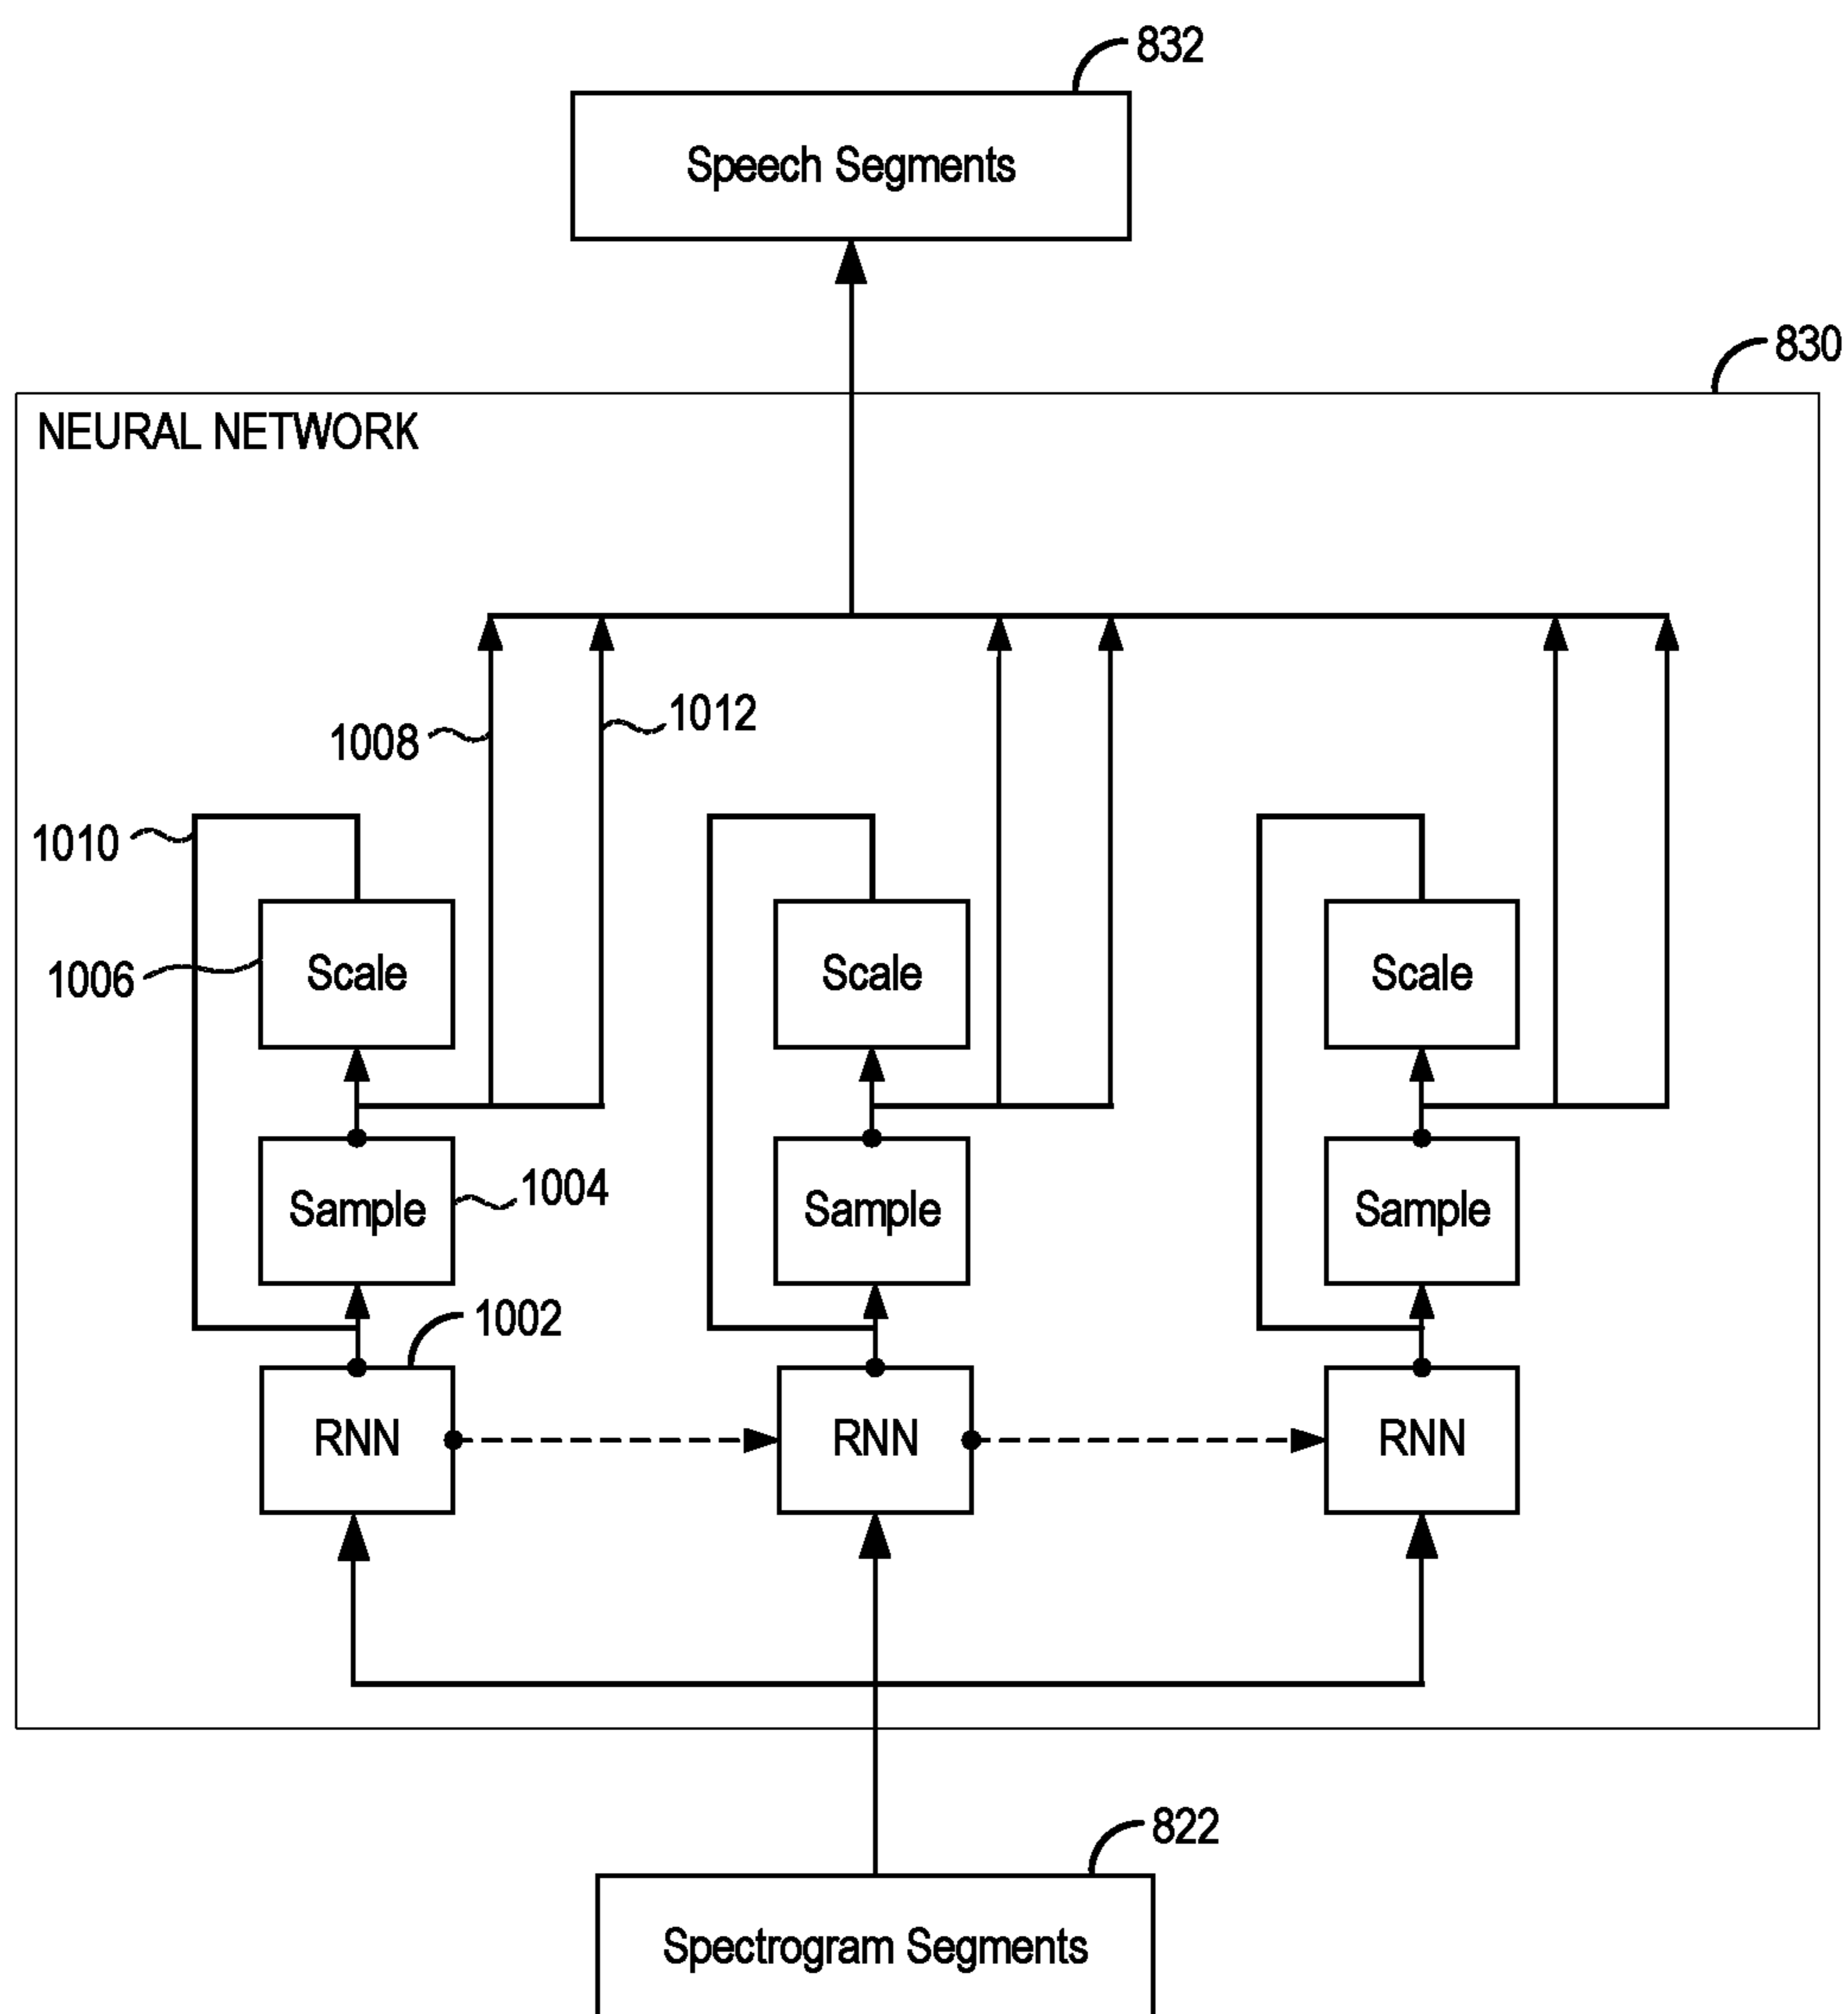 832
Speech Segments
830
NEURAL NETWORK
1008
1012
1010
1006
Scale
Scale
Scale
Sample
1004
Sample
Sample
1002
RNN
RNN
RNN
822
Spectrogram Segments